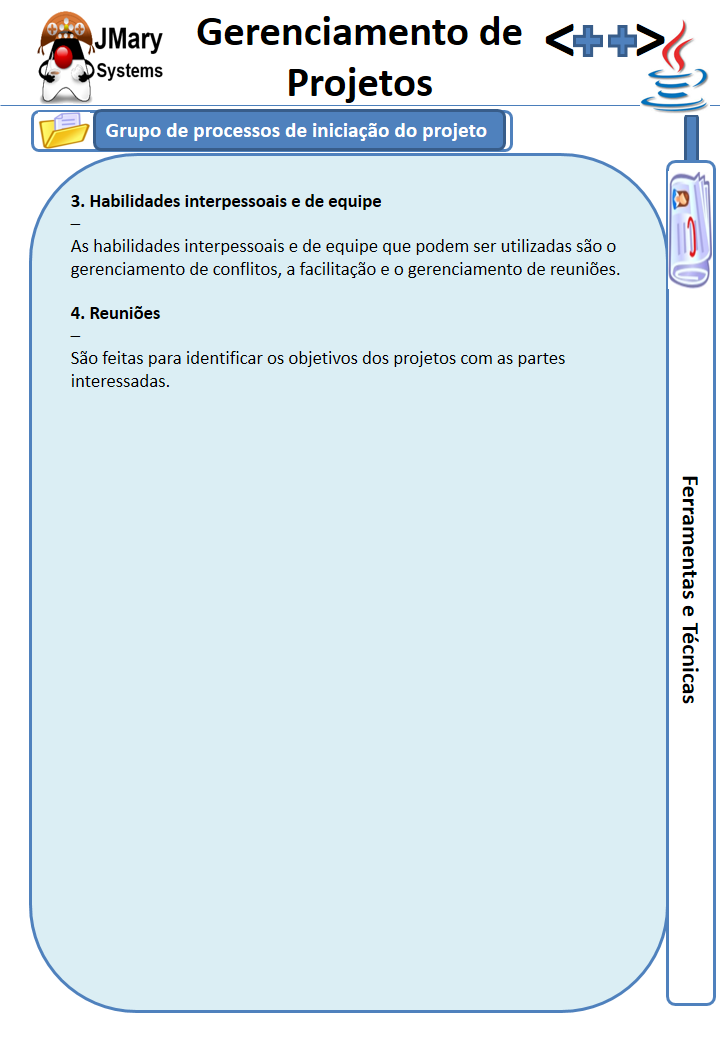 JMary
Systems
Gerenciamento de
Projetos
<++>
Grupo de processos de iniciação do projeto
3. Habilidades interpessoais e de equipe
–
As habilidades interpessoais e de equipe que podem ser utilizadas são o
gerenciamento de conflitos, a facilitação e o gerenciamento de reuniões.
4. Reuniões
–
São feitas para identificar os objetivos dos projetos com as partes
interessadas.
Ferramentas e Técnicas